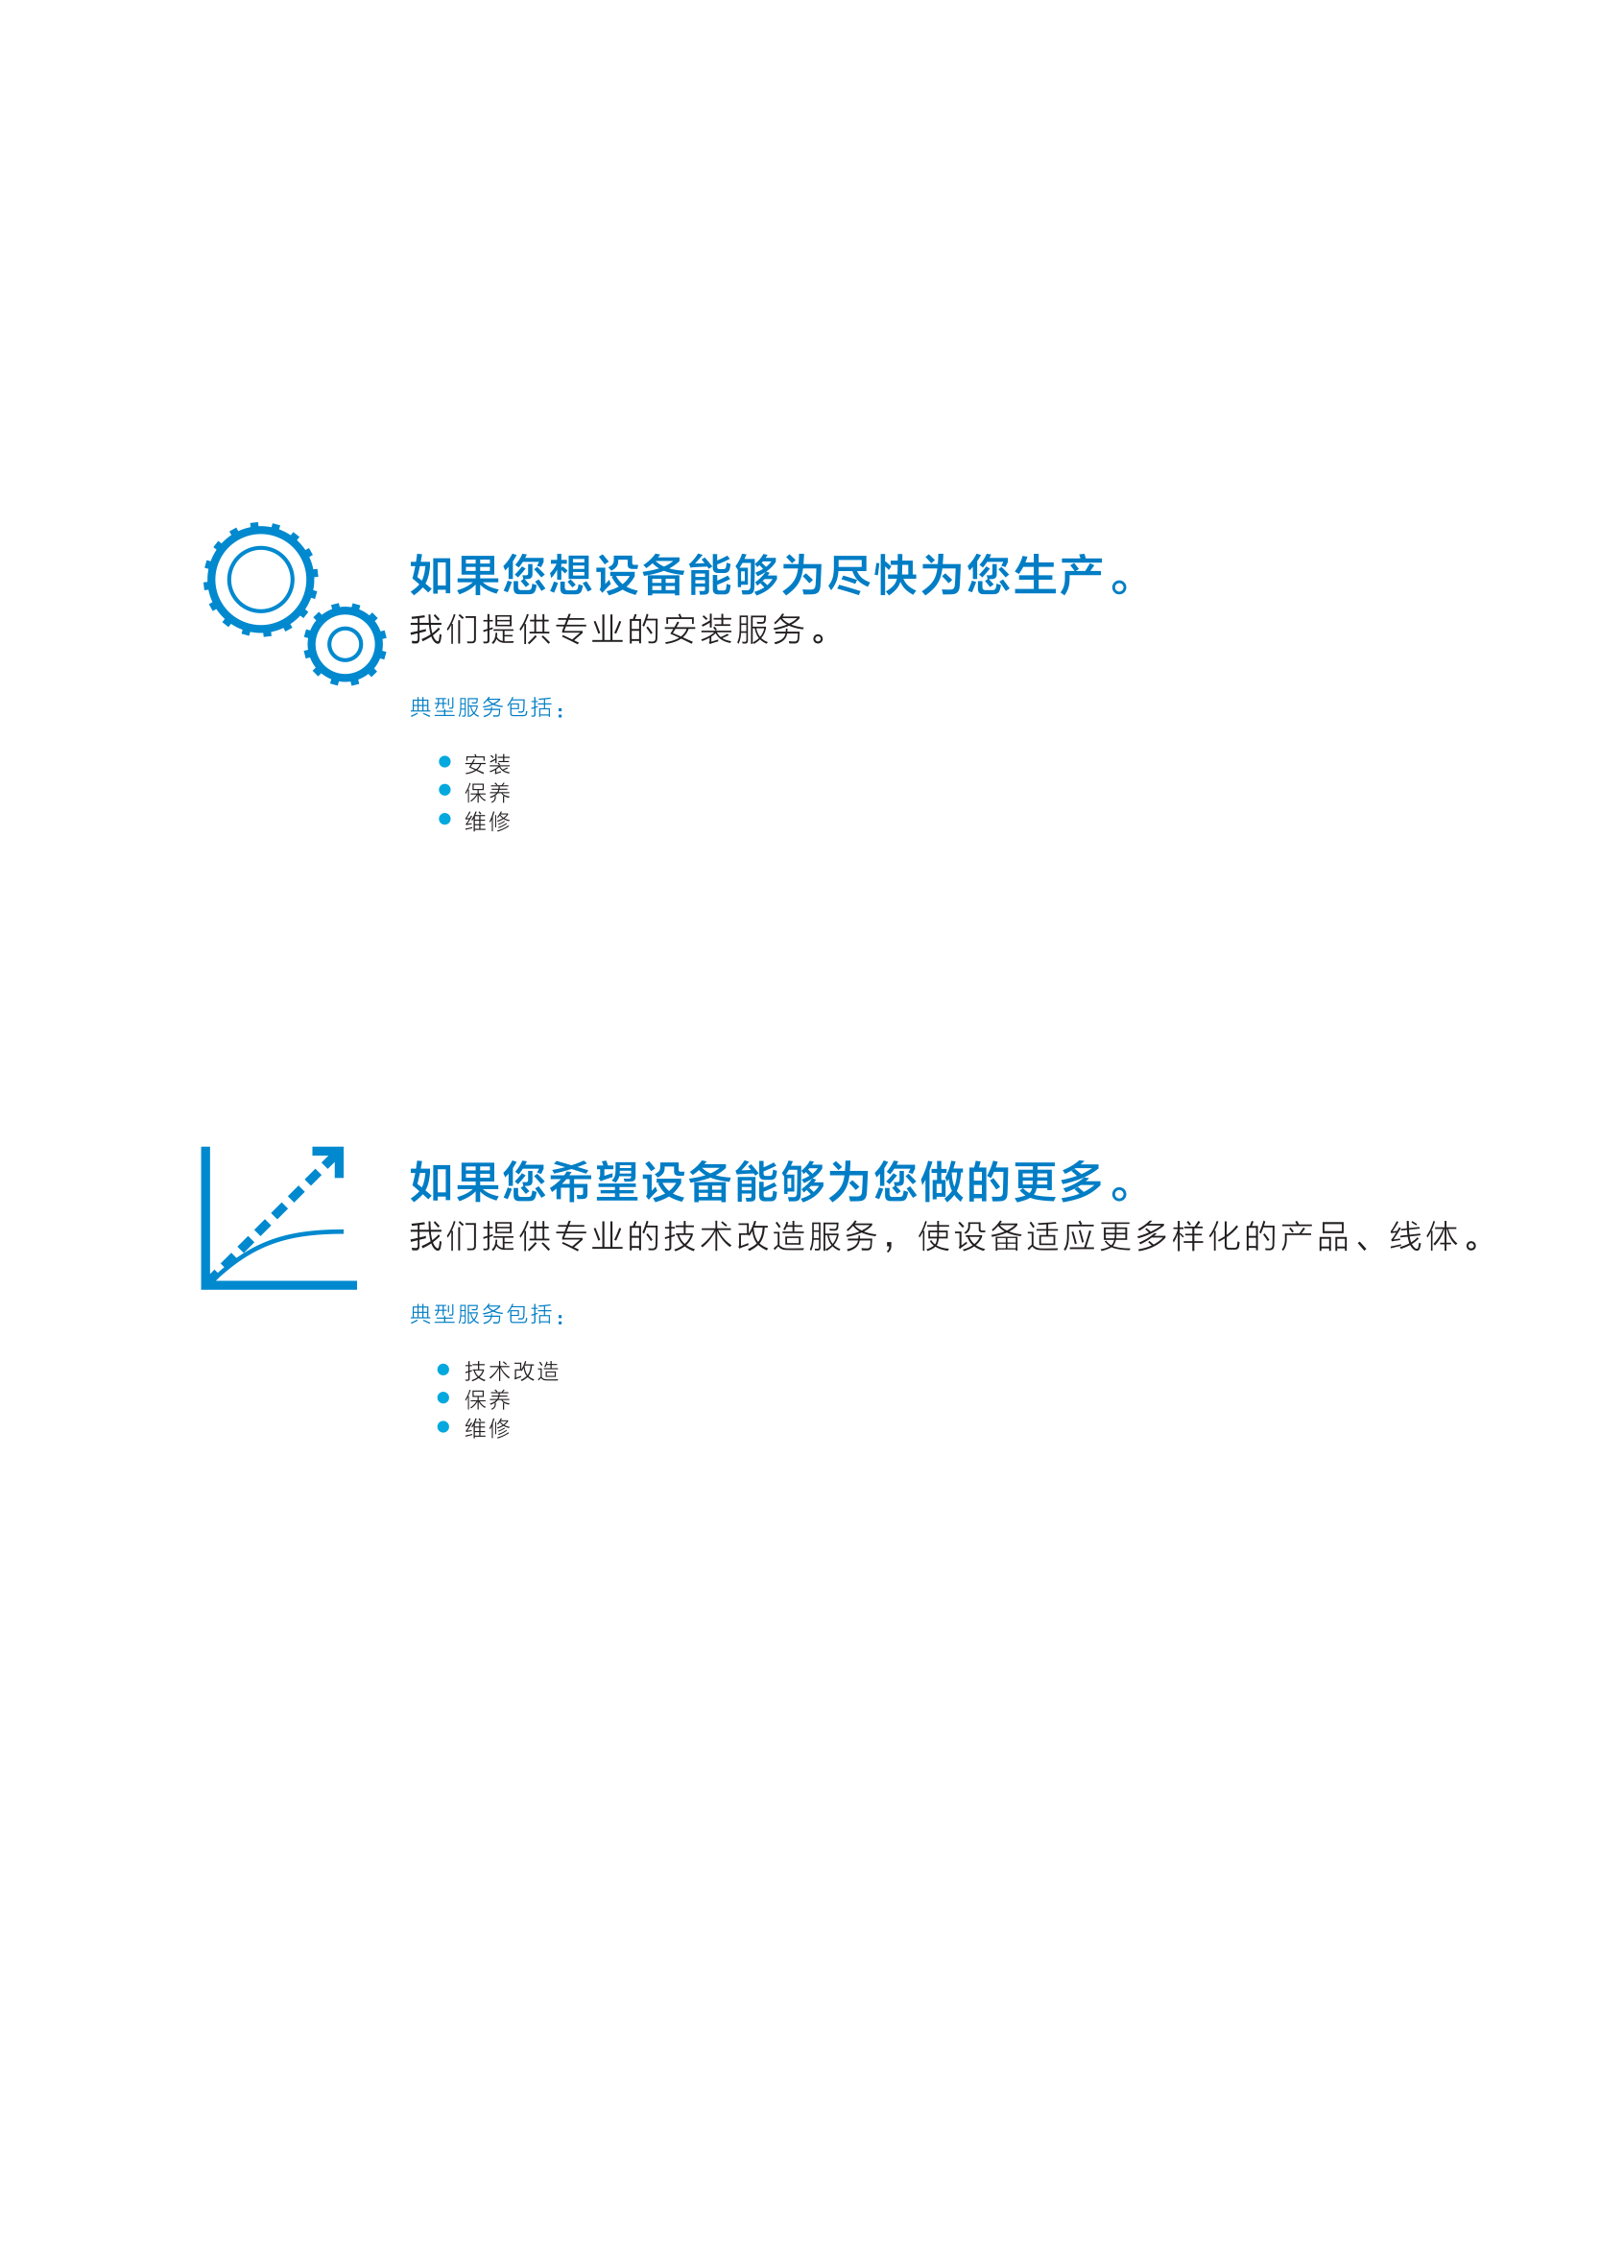 如果您想设备能够为尽快为您生产。
我们提供专业的安装服务。
典型服务包括：
● 安装
● 保养
● 维修
如果您希望设备能够为您做的更多。
我们提供专业的技术改造服务，使设备适应更多样化的产品、线体。
典型服务包括：
● 技术改造
● 保养
● 维修